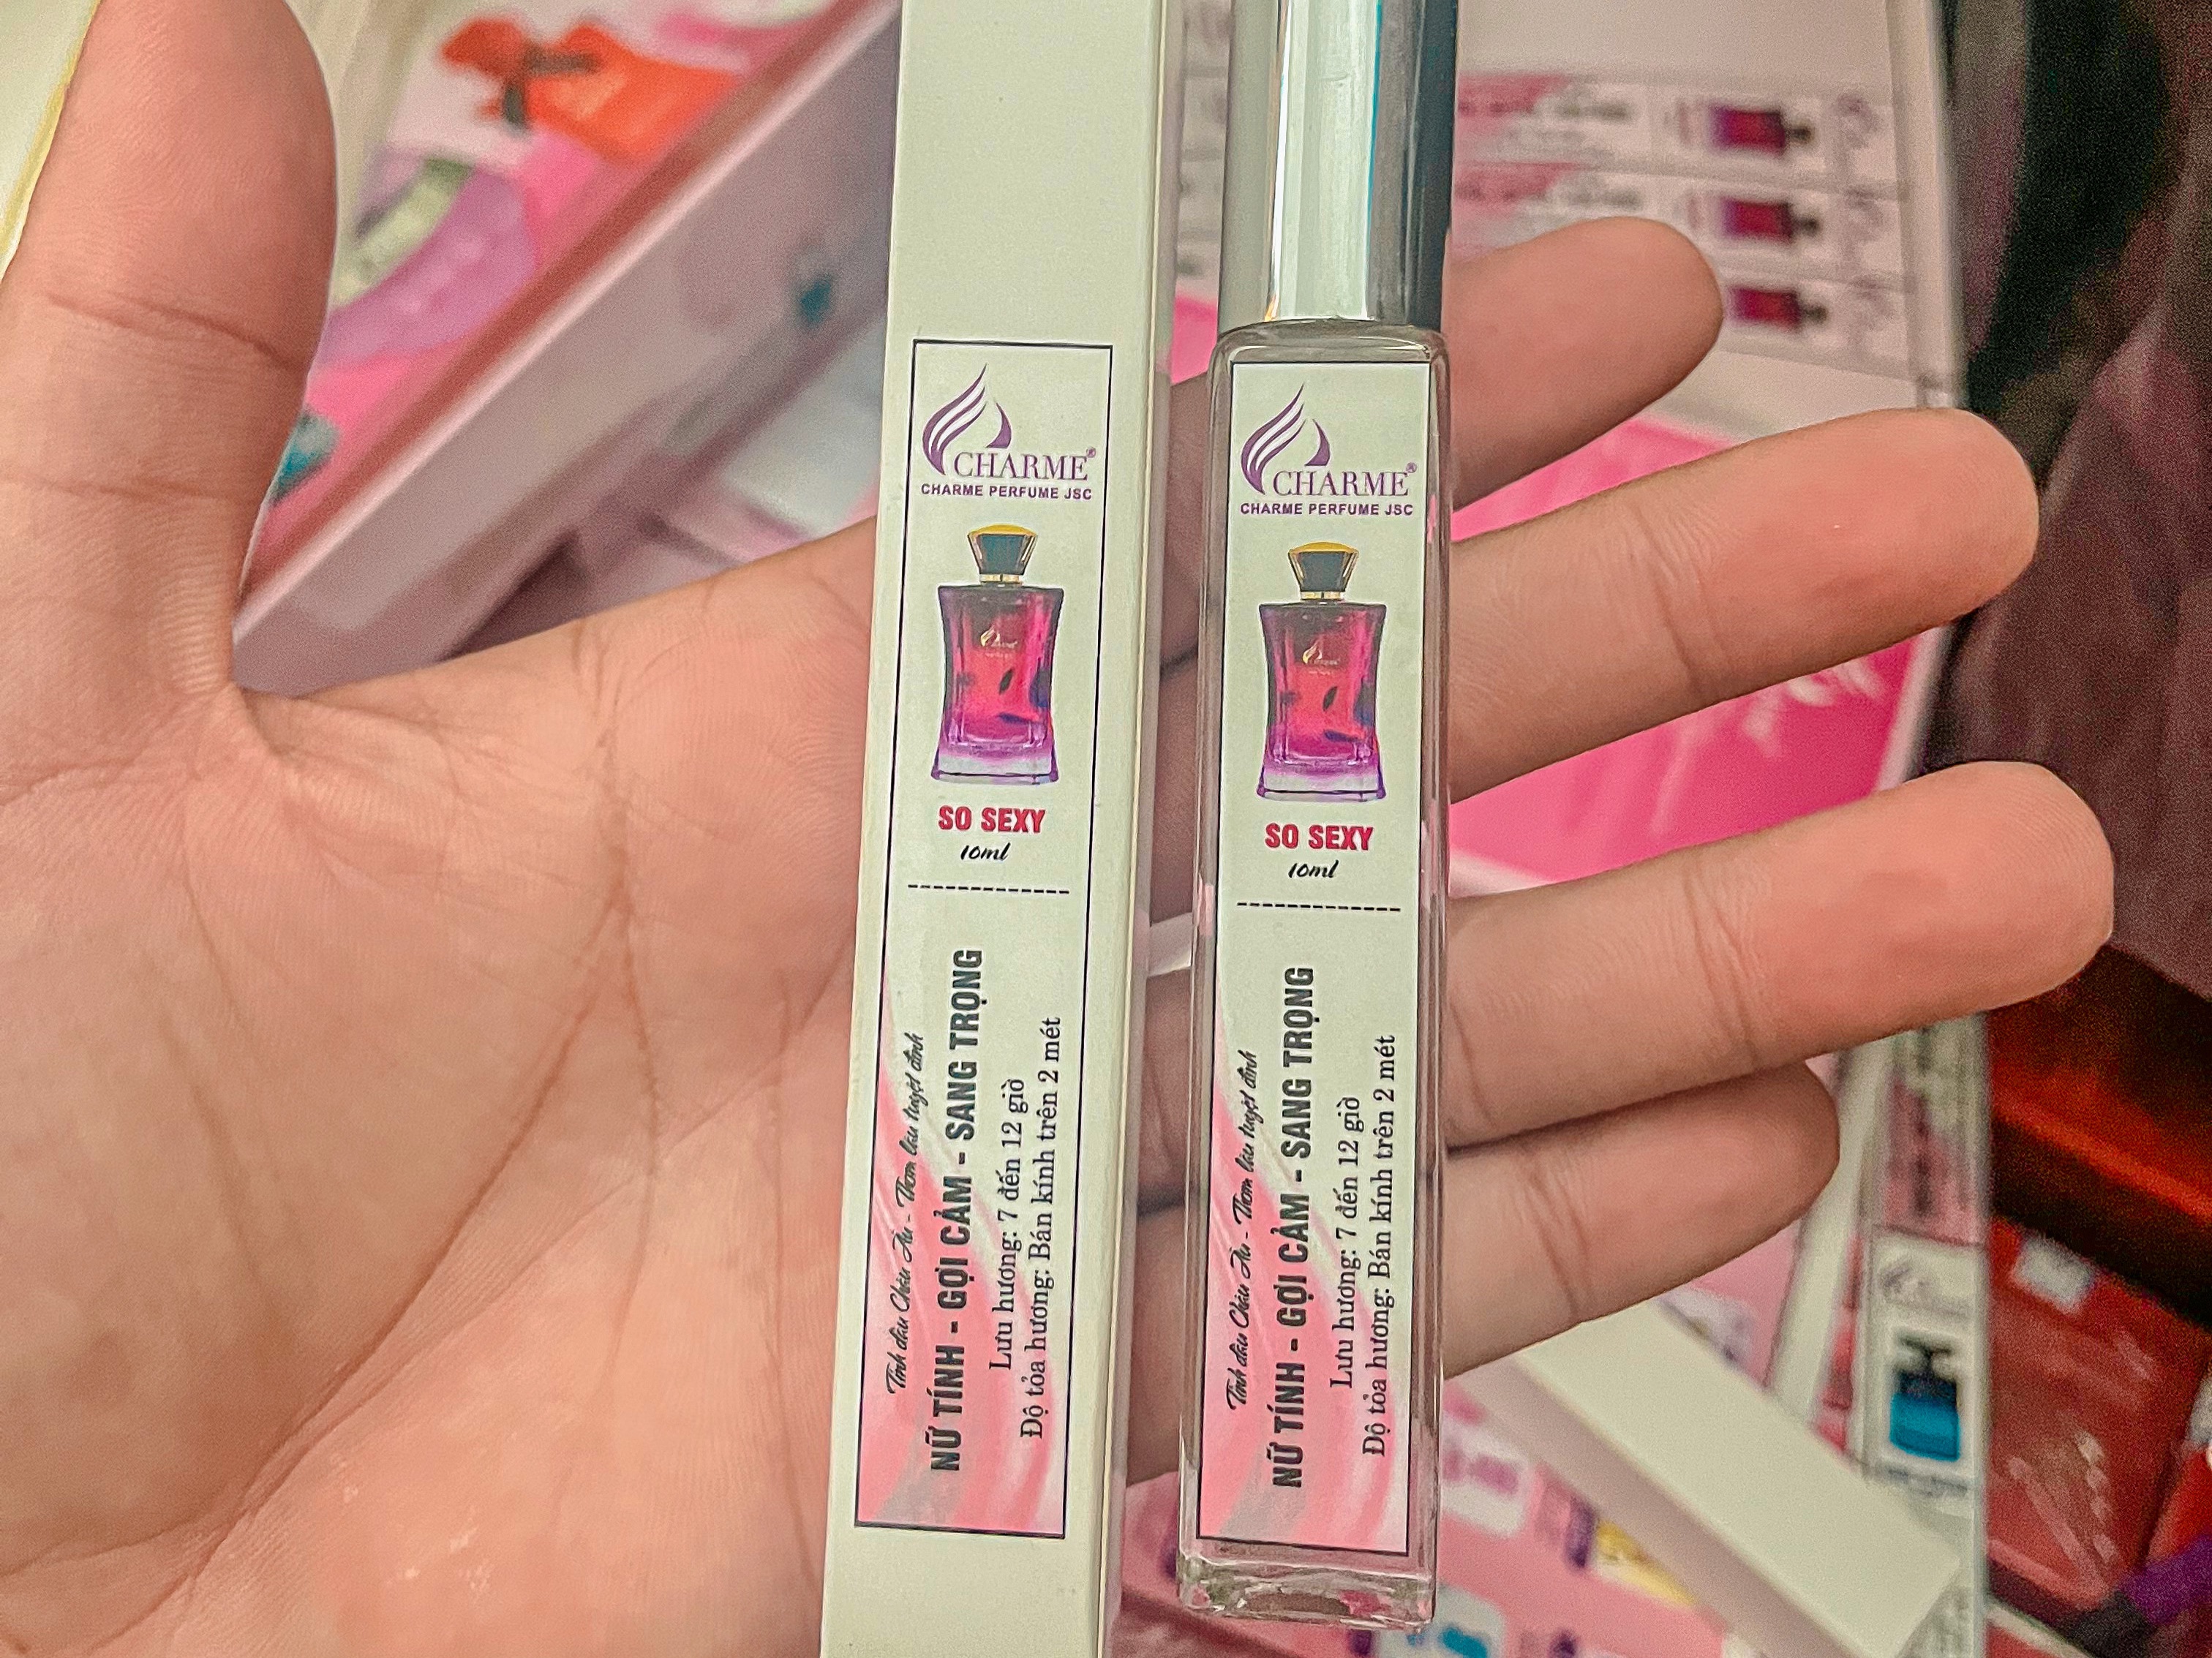 CHARME®
CHARME PERFUME JSC
CHARME
SO SEXY
10ml
Tinh dầu Châu Âu - Thơm lâu tuyệt đỉnh
NỮ TÍNH - GỢI CẢM - SANG TRỌNG
Lưu hương: 7 đến 12 giờ
Độ tỏa hương: Bán kính trên 2 mét
CHARME®
CHARME PERFUME JSC
CHARME
SO SEXY
10ml
Tinh dầu Châu Âu - Thơm lâu tuyệt đỉnh
NỮ TÍNH - GỢI CẢM - SANG TRỌNG
Lưu hương: 7 đến 12 giờ
Độ tỏa hương: Bán kính trên 2 mét